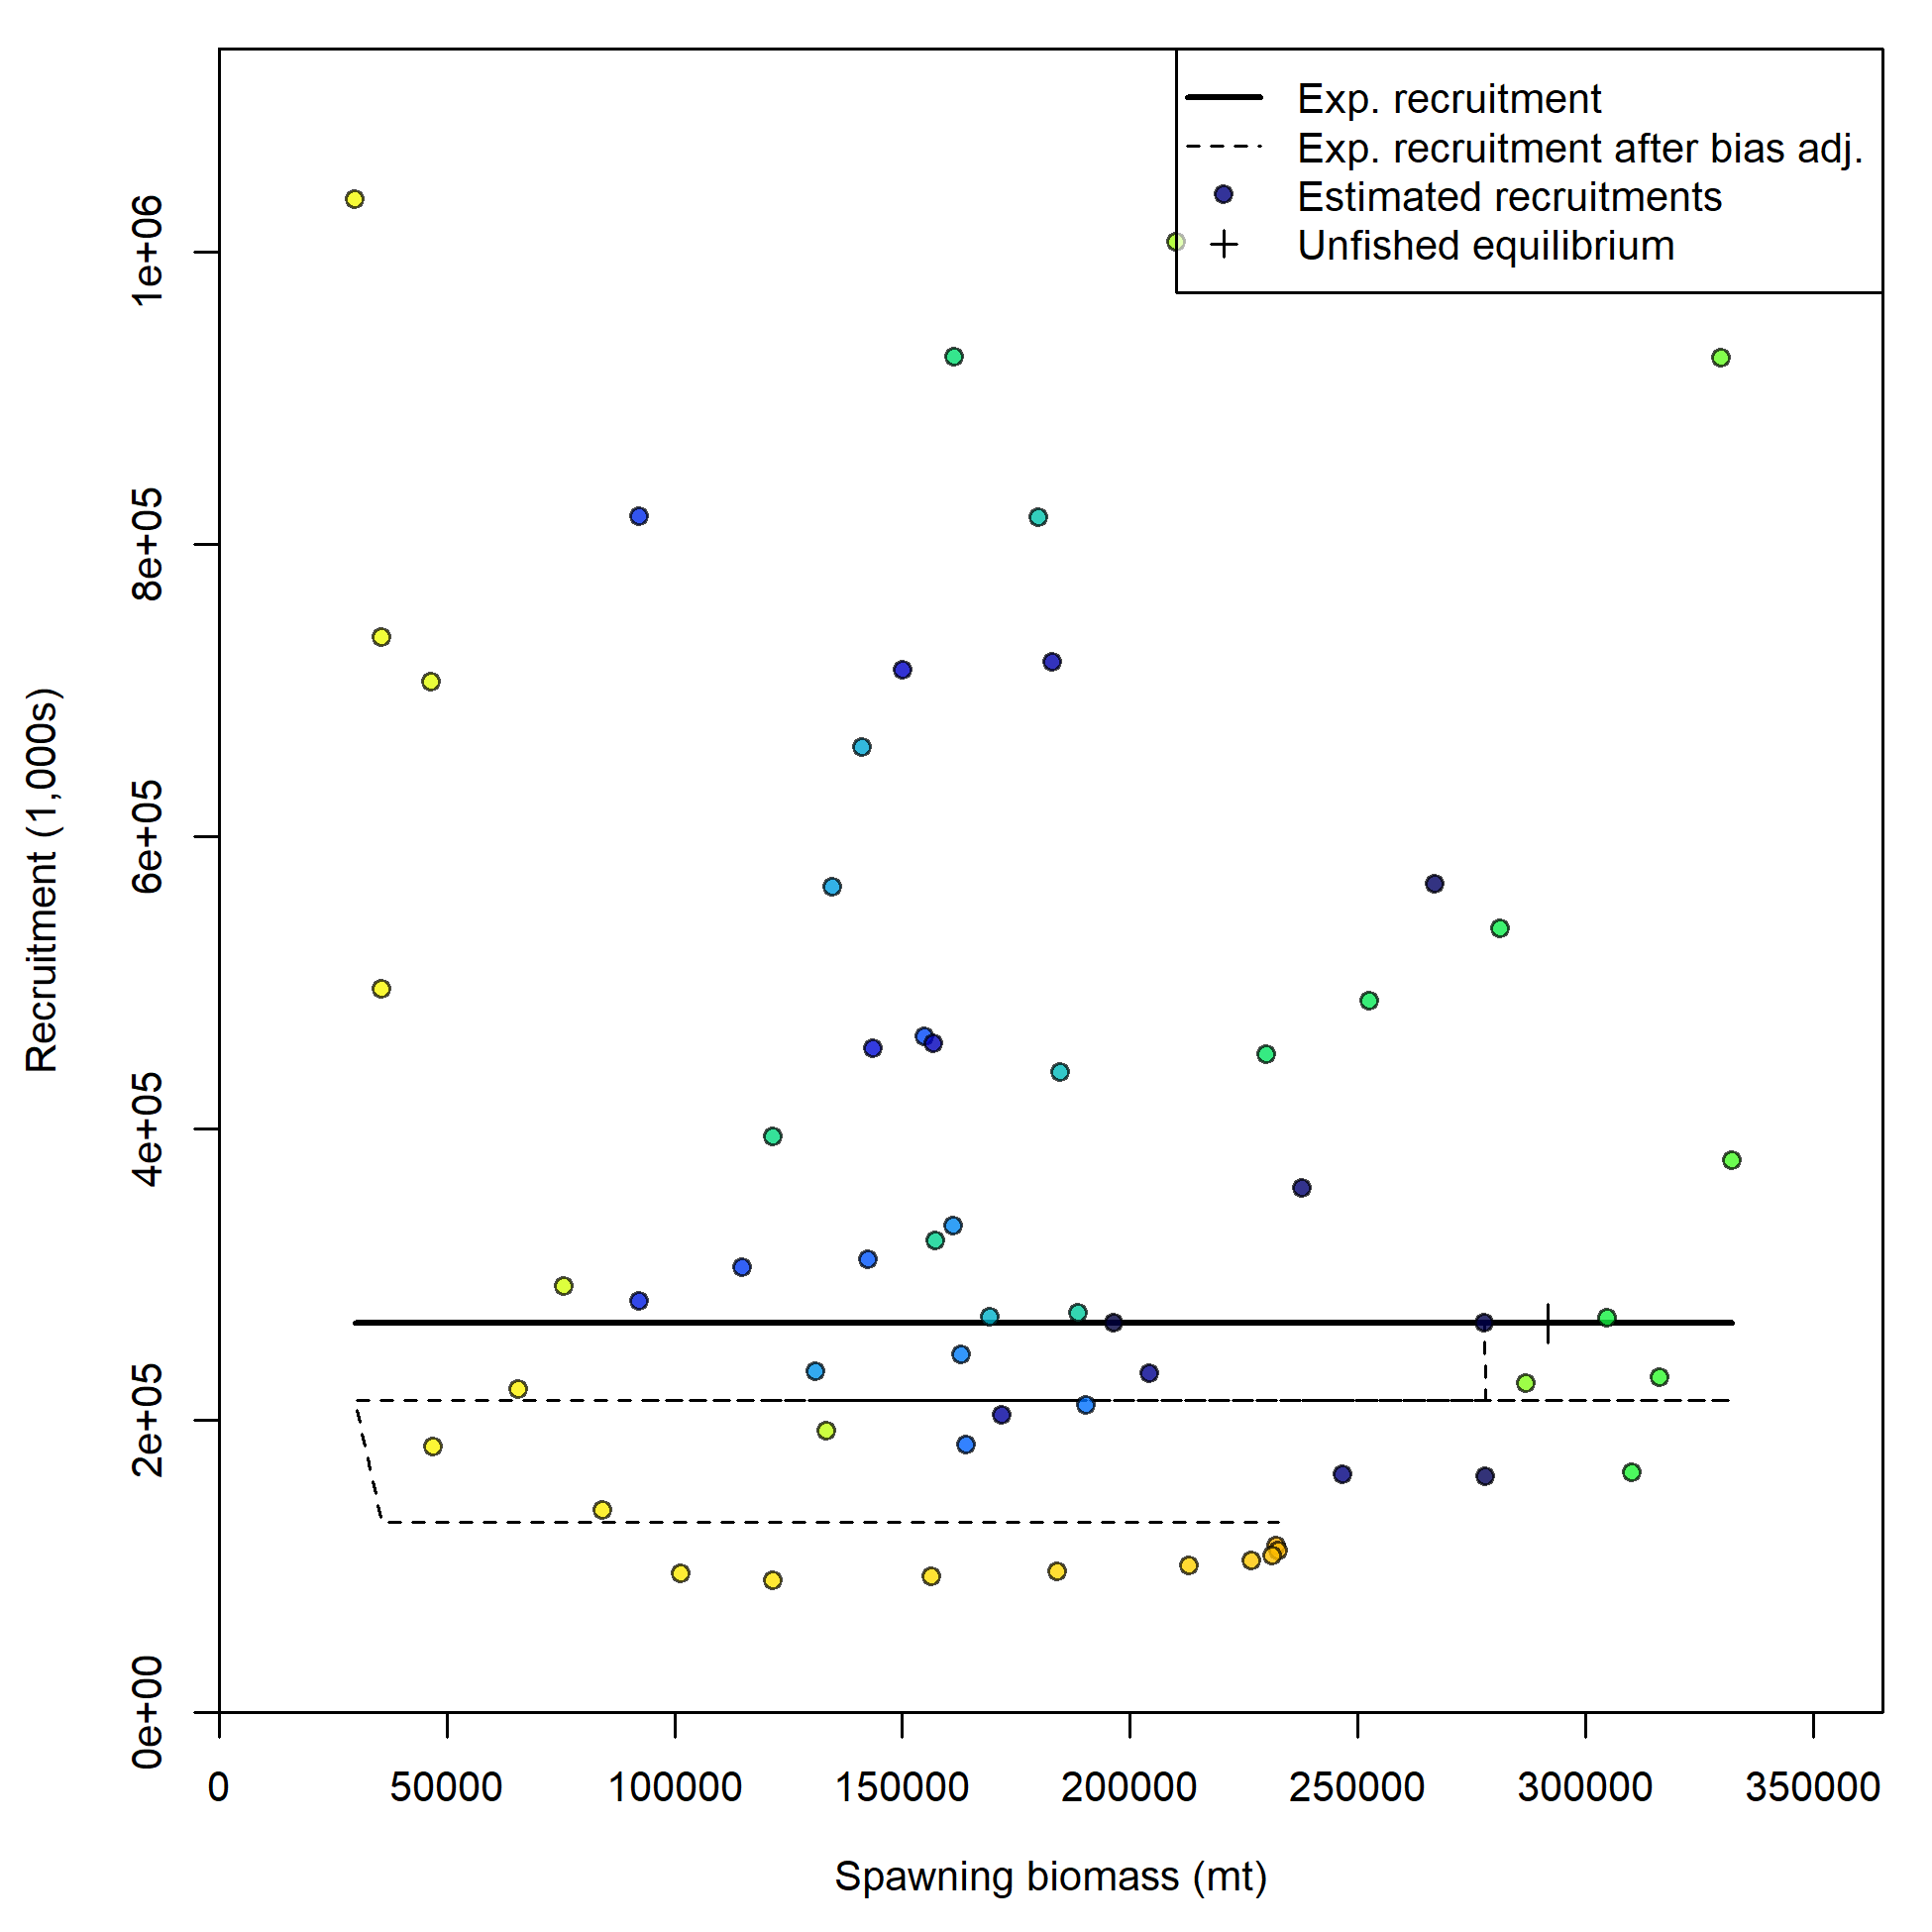 Exp. recruitment
Exp. recruitment after bias adj.
Estimated recruitments
Unfished equilibrium
1e+06
8e+05
6e+05
4e+05
2e+05
0e+00
Recruitment (1,000s)
0 50000 100000 150000 200000 250000 300000 350000
Spawning biomass (mt)